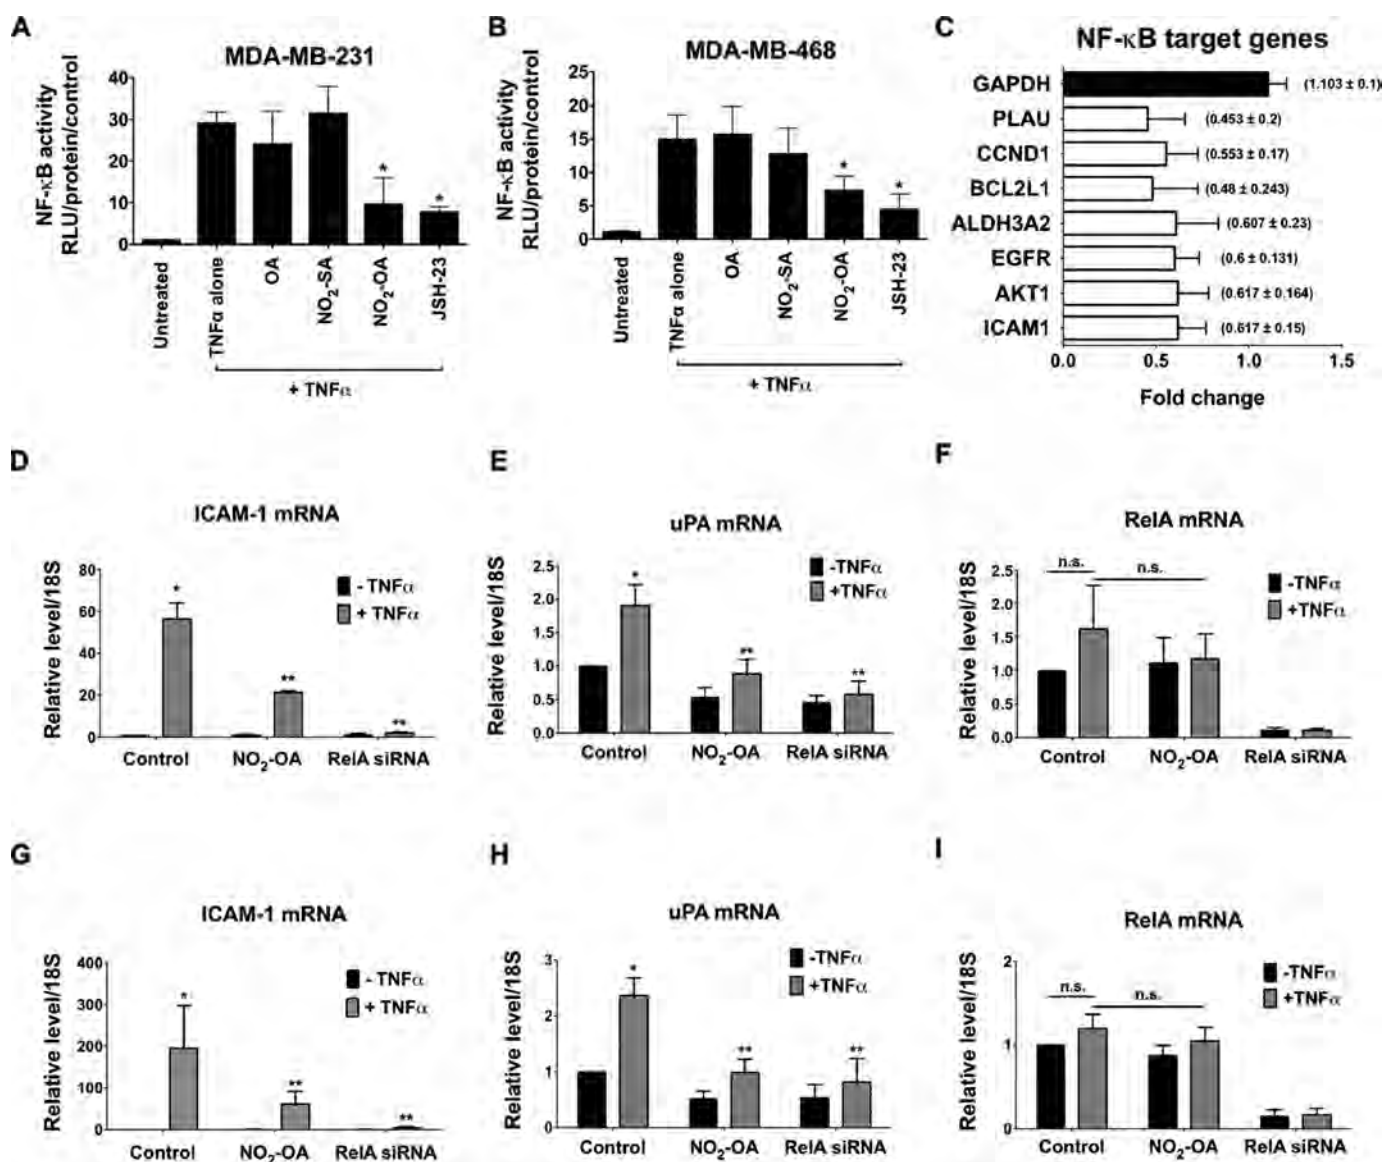 A
MDA-MB-231
NF-κB activity
RLU/protein/control
40
30
20
10
0
Untreated
TNFα alone
OA
NO2-SA
NO2-OA
JSH-23
*
*
+ TNFα
B
MDA-MB-468
NF-κB activity
RLU/protein/control
25
20
15
10
5
0
Untreated
TNFα alone
OA
NO2-SA
NO2-OA
JSH-23
*
*
+ TNFα
C
NF-κB target genes
GAPDH (1.103 ± 0.1)
PLAU (0.453 ± 0.2)
CCND1 (0.553 ± 0.17)
BCL2L1 (0.48 ± 0.243)
ALDH3A2 (0.607 ± 0.23)
EGFR (0.6 ± 0.131)
AKT1 (0.617 ± 0.164)
ICAM1 (0.617 ± 0.15)
0.0 0.5 1.0 1.5
Fold change
D
ICAM-1 mRNA
Relative level/18S
80
60
40
20
0
- TNFα
+ TNFα
*
**
**
Control NO2-OA RelA siRNA
E
uPA mRNA
Relative level/18S
2.5
2.0
1.5
1.0
0.5
0.0
-TNFα
+TNFα
*
**
**
Control NO2-OA RelA siRNA
F
RelA mRNA
Relative level/18S
2.5
2.0
1.5
1.0
0.5
0.0
n.s. n.s.
-TNFα
+TNFα
Control NO2-OA RelA siRNA
G
ICAM-1 mRNA
Relative level/18S
400
300
200
100
0
- TNFα
+ TNFα
*
**
**
Control NO2-OA RelA siRNA
H
uPA mRNA
Relative level/18S
3
2
1
0
-TNFα
+TNFα
*
**
**
Control NO2-OA RelA siRNA
I
RelA mRNA
Relative level/18S
2
1
0
n.s. n.s.
-TNFα
+TNFα
Control NO2-OA RelA siRNA